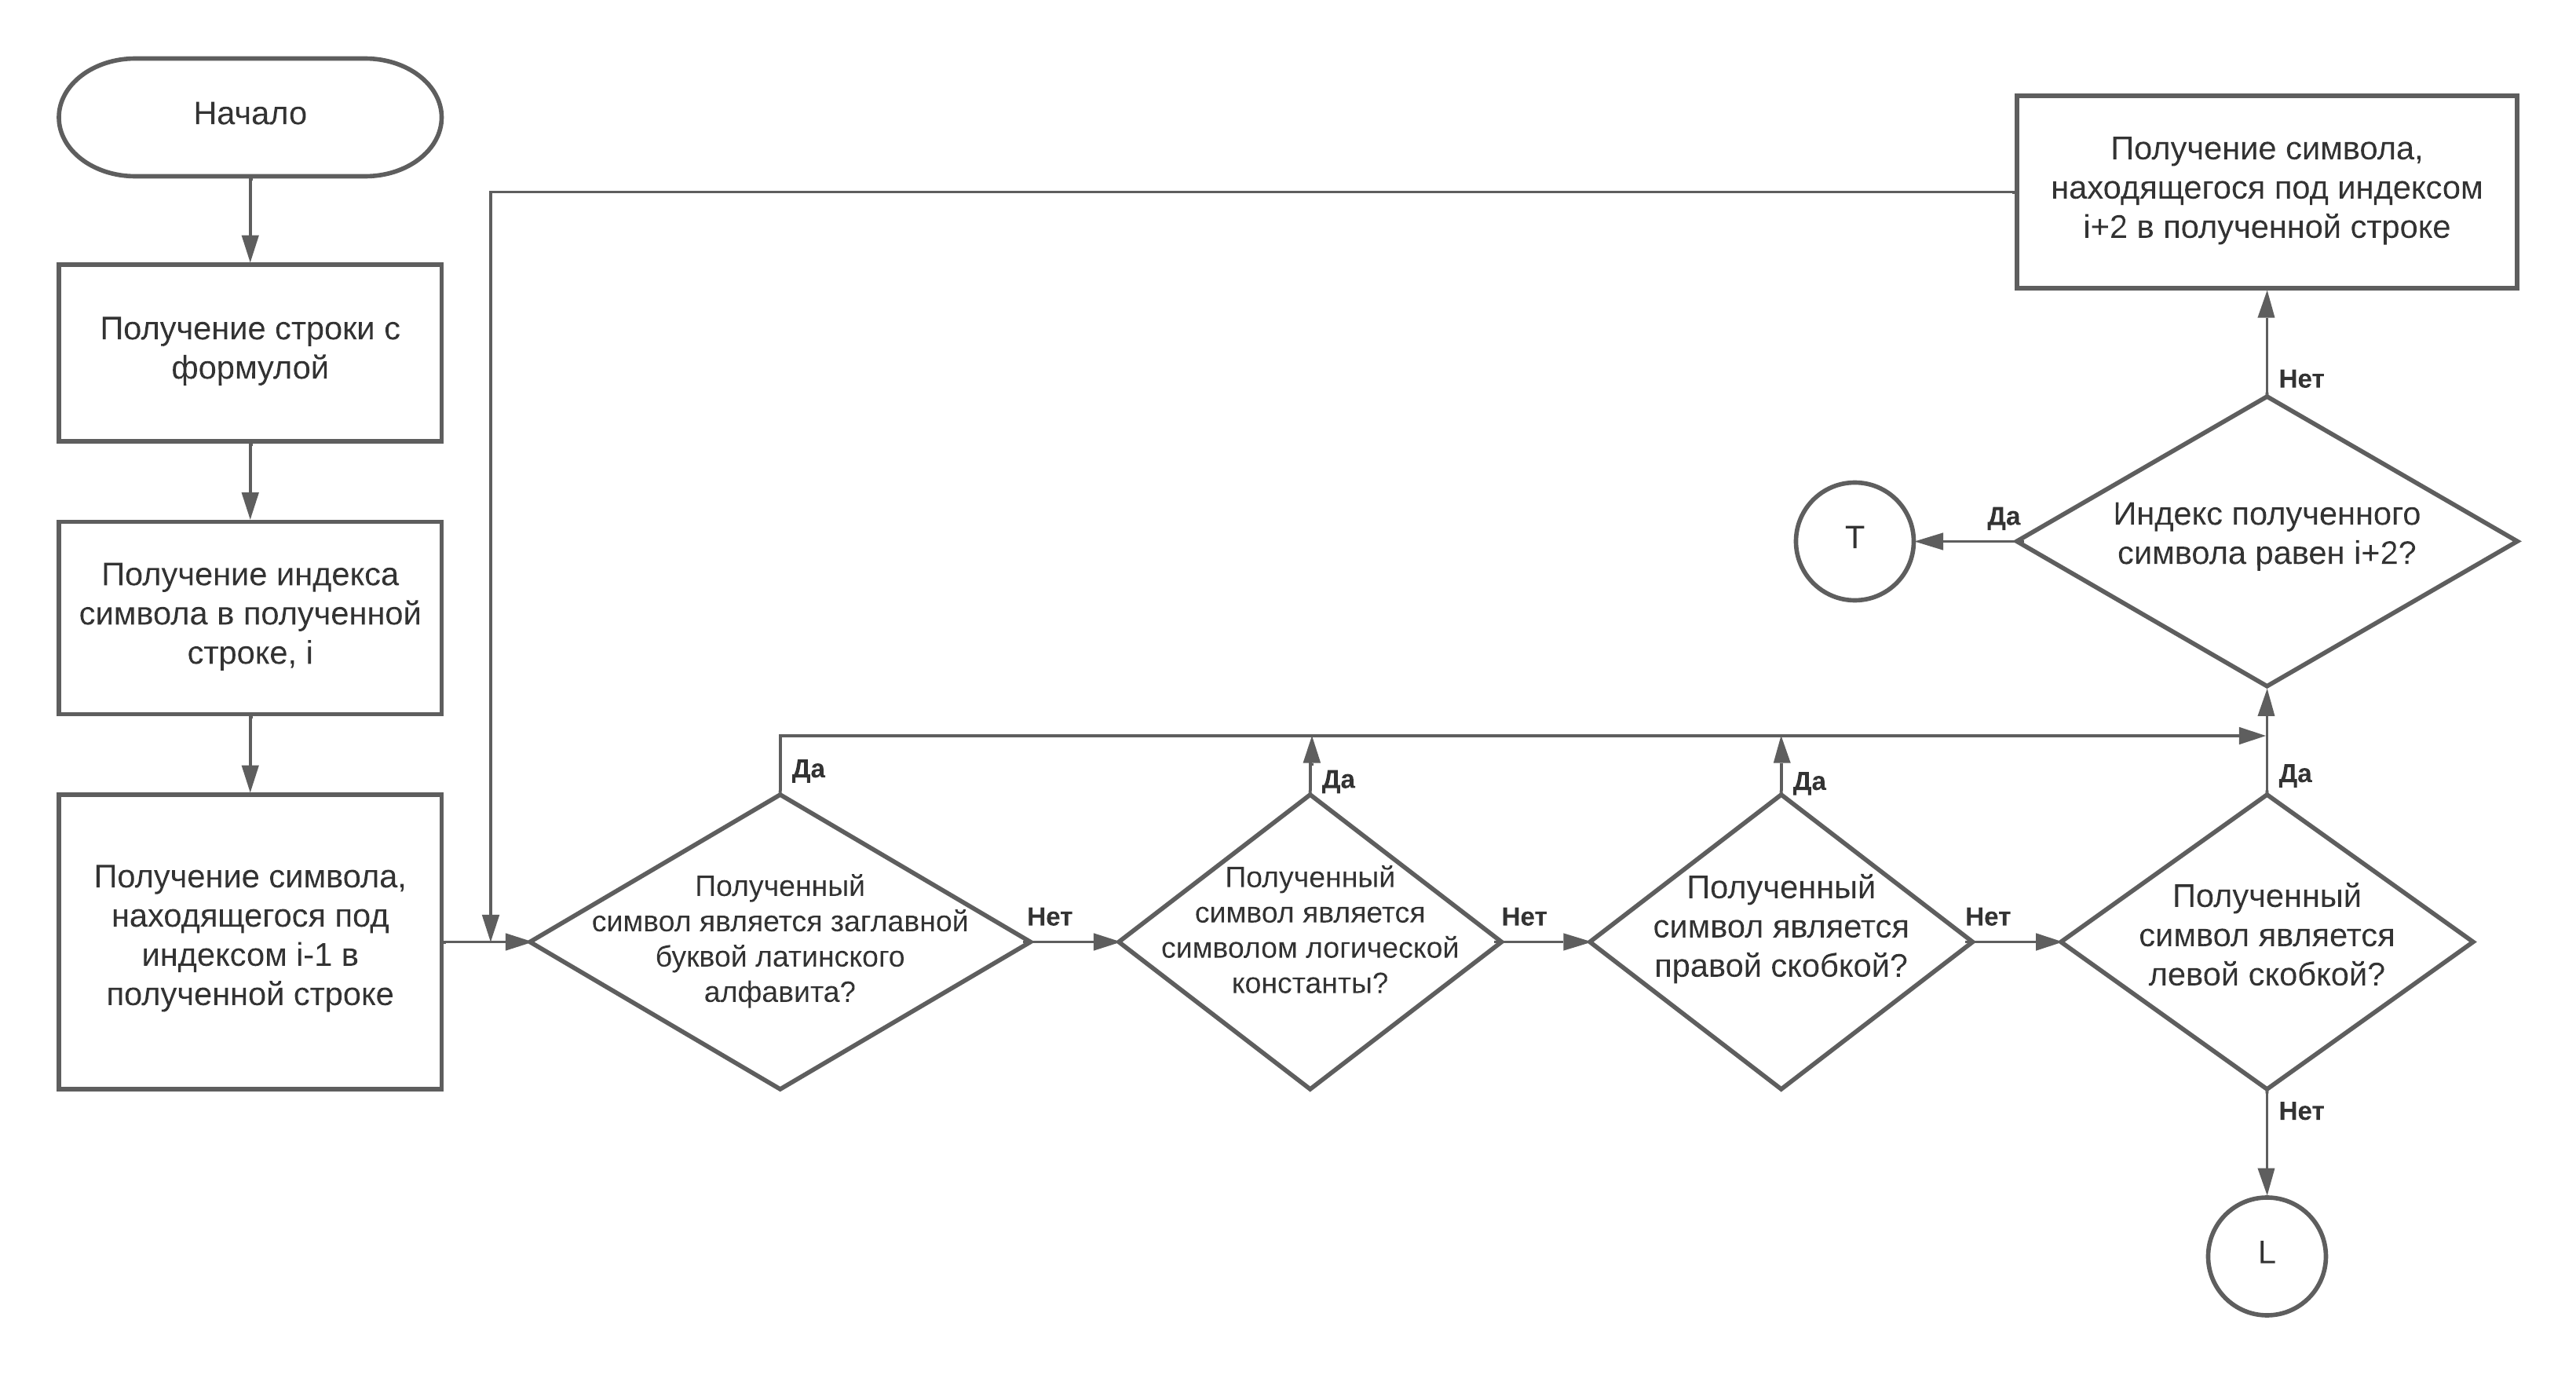 Начало
Получение строки с
формулой
Получение индекса
символа в полученной
строке, i
Получение символа,
находящегося под
индексом i-1 в
полученной строке
Полученный
символ является заглавной
буквой латинского
алфавита?
Да
Нет
Полученный
символ является
символом логической
константы?
Да
Нет
Полученный
символ является
правой скобкой?
Да
Нет
Полученный
символ является
левой скобкой?
Да
Нет
L
Индекс полученного
символа равен i+2?
Да
T
Нет
Получение символа,
находящегося под индексом
i+2 в полученной строке